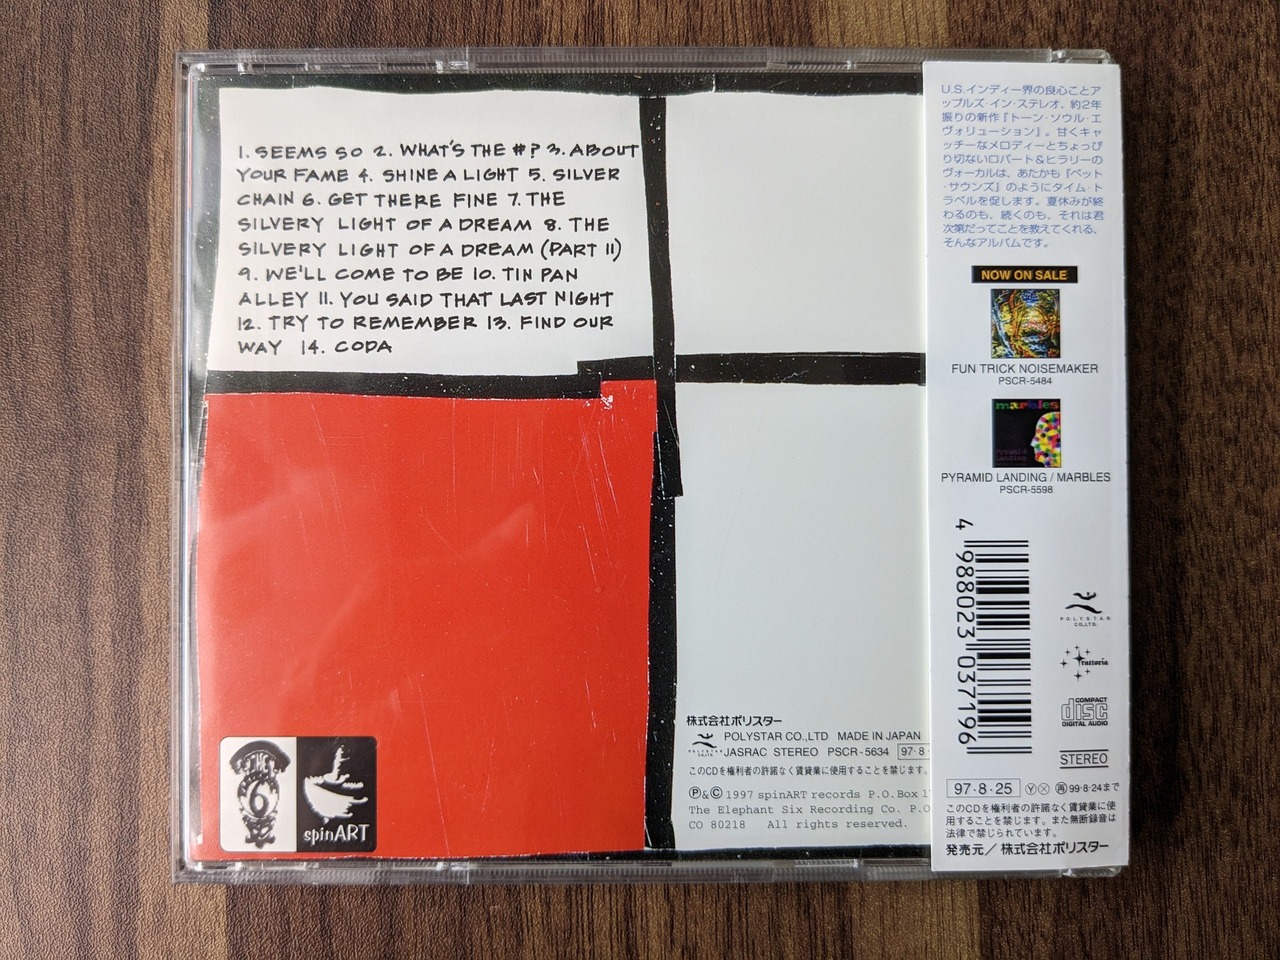 1. SEEMS SO 2. WHAT'S THE #? 3. ABOUT
YOUR FAME 4. SHINE A LIGHT 5. SILVER
CHAIN 6. GET THERE FINE 7. THE
SILVERY LIGHT OF A DREAM 8. THE
SILVERY LIGHT OF A DREAM (PART II)
9. WE'LL COME TO BE 10. TIN PAN
ALLEY 11. YOU SAID THAT LAST NIGHT
12. TRY TO REMEMBER 13. FIND OUR
WAY 14. CODA
THE
6
spinART
株式会社ポリスター
POLYSTAR CO.,LTD MADE IN JAPAN
JASRAC STEREO PSCR-5634 97·8
このCDを権利者の許諾なく賃貸業に使用することを禁じます。
Ⓟ&© 1997 spinART records P.O.Box 1
The Elephant Six Recording Co. P.O
CO 80218 All rights reserved.
U.S.インディー界の良心ことア
ップルズ・イン・ステレオ、約2年
振りの新作『トーン・ソウル・エ
ヴォリューション』。甘くキャ
ッチーなメロディーとちょっぴ
り切ないロバート&ヒラリーの
ヴォーカルは、あたかも『ペット
・サウンズ』のようにタイム・ト
ラベルを促します。夏休みが終
わるのも、続くのも、それは君
次第だってことを教えてくれる、
そんなアルバムです。
NOW ON SALE
FUN TRICK NOISEMAKER
PSCR-5484
marbles
PYRAMID LANDING / MARBLES
PSCR-5598
4 988023 037196
POLYSTAR
CO.,LTD.
Trattoria
COMPACT
disc
DIGITAL AUDIO
STEREO
97·8·25 Ⓨ Ⓧ 再 99·8·24まで
このCDを権利者の許諾なく賃貸業に使
用することを禁じます。また無断録音は
法律で禁じられています。
発売元/株式会社ポリスター